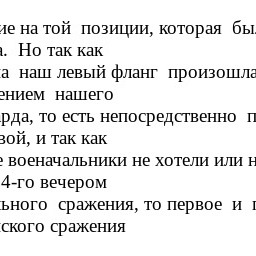 ие на той позиции, которая бы
а. Но так как
на наш левый фланг произошла
ением нашего
рда, то есть непосредственно п
вой, и так как
е военачальники не хотели или н
4-го вечером
ьного сражения, то первое и
ского сражения